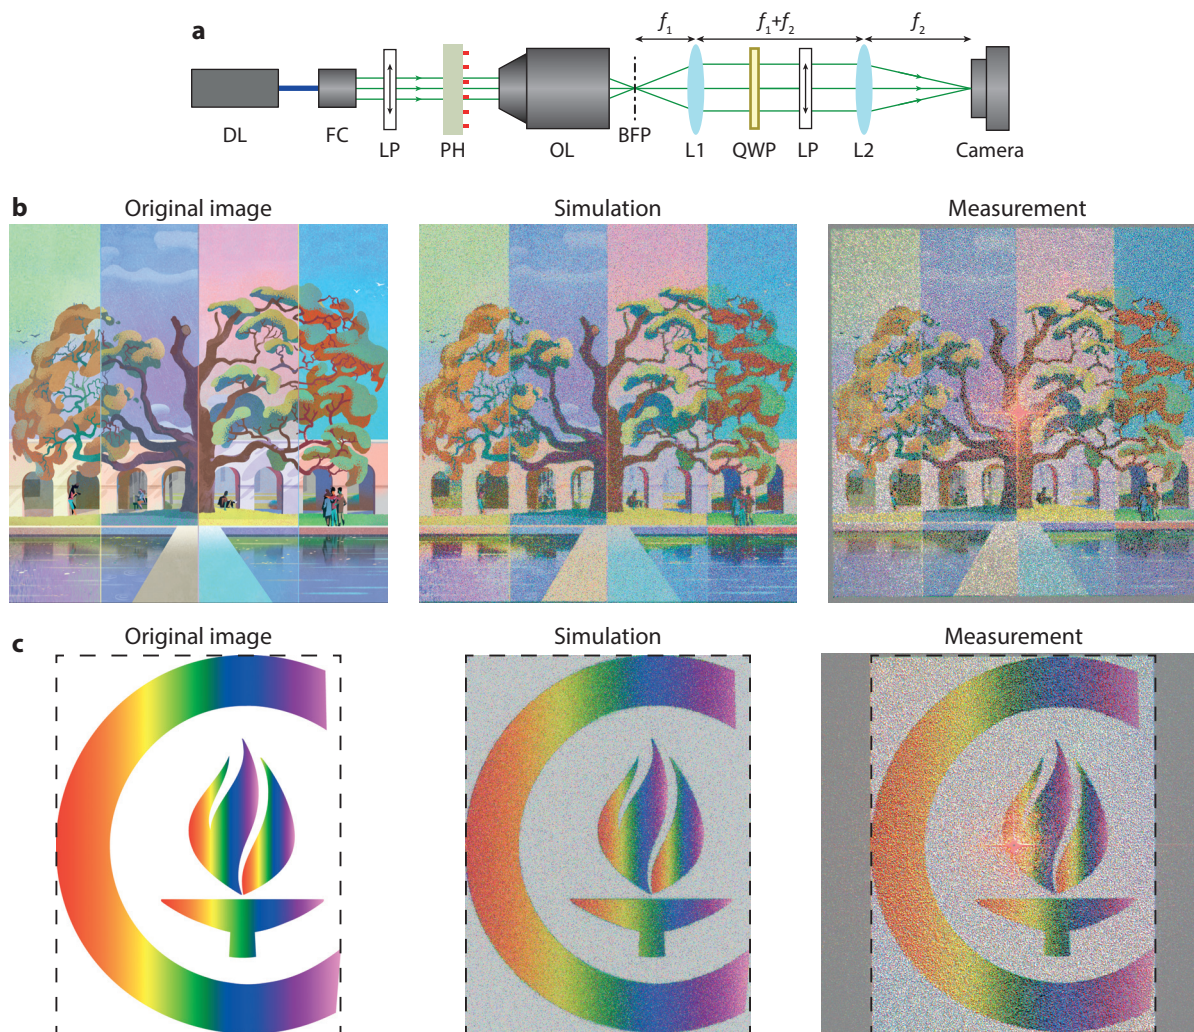 a
f1
f1+f2
f2
DL
FC
LP
PH
OL
BFP
L1
QWP
LP
L2
Camera
b
Original image
Simulation
Measurement
c
Original image
Simulation
Measurement